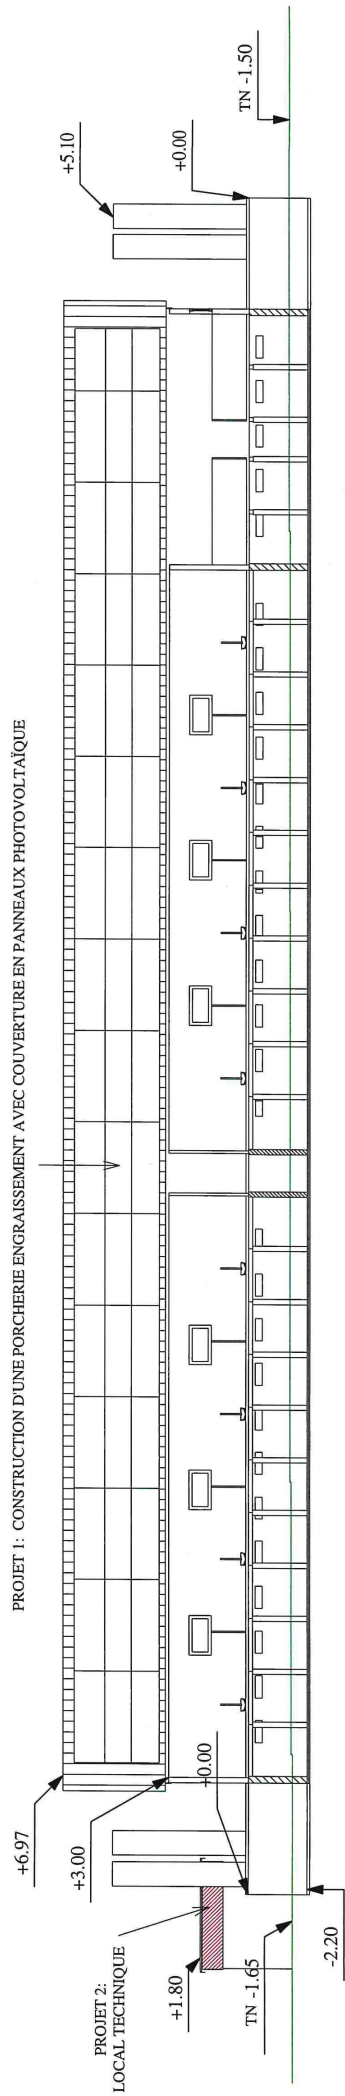 PROJET 1: CONSTRUCTION D'UNE PORCHERIE ENGRAISSEMENT AVEC COUVERTURE EN PANNEAUX PHOTOVOLTAÏQUE
+6.97
+3.00
+0.00
PROJET 2:
LOCAL TECHNIQUE
+1.80
TN -1.65
-2.20
+5.10
+0.00
TN -1.50